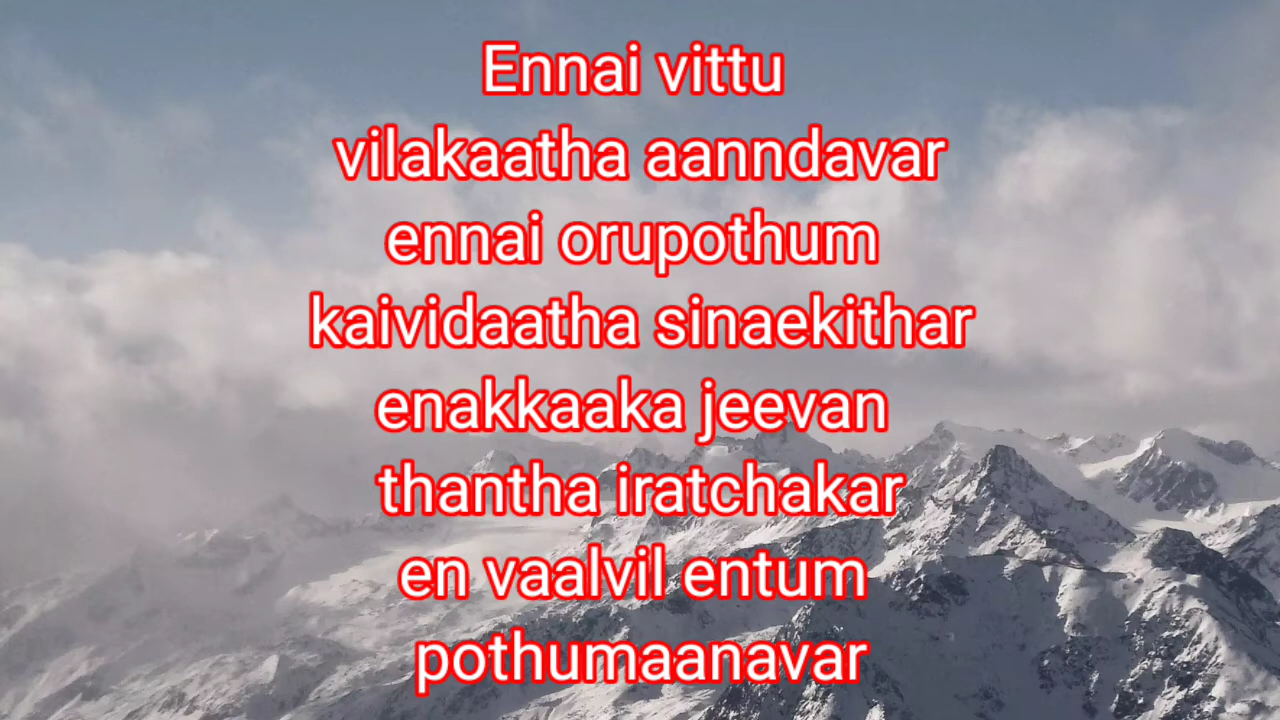 Ennai vittu
vilakaatha aanndavar
ennai orupothum
kaividaatha sinaekithar
enakkaaka jeevan
thantha iratchakar
en vaalvil entum
pothumaanavar